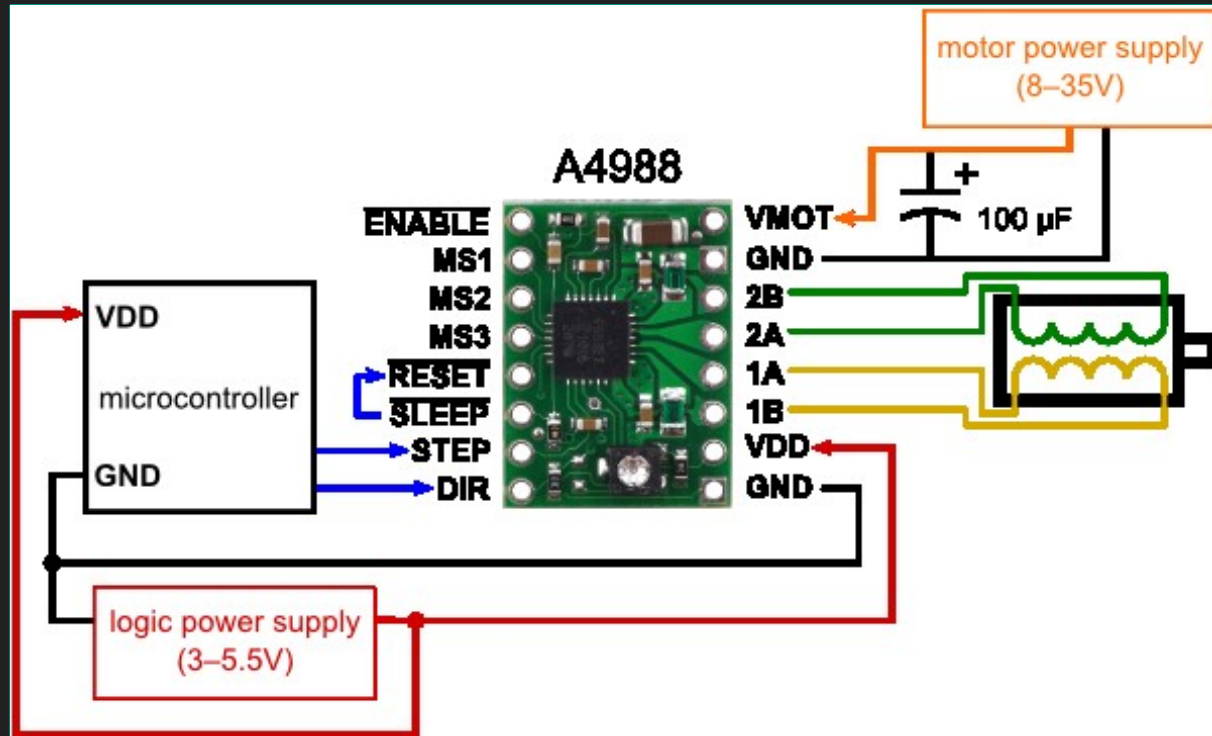 motor power supply
(8–35V)
A4988
ENABLE
MS1
MS2
MS3
RESET
SLEEP
STEP
DIR
VMOT
GND
2B
2A
1A
1B
VDD
GND
+
100 µF
VDD
microcontroller
GND
logic power supply
(3–5.5V)